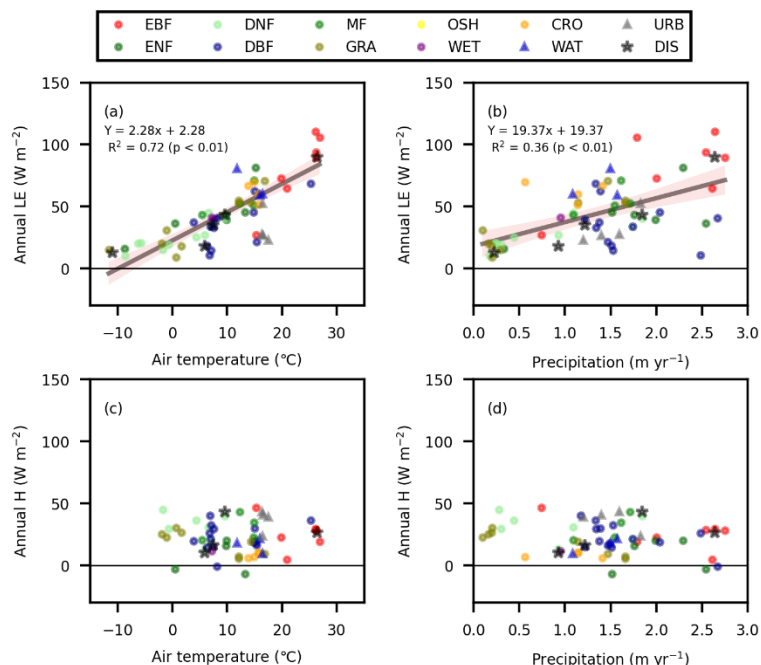 EBF DNF MF OSH CRO URB
ENF DBF GRA WET WAT DIS
(a)
Y = 2.28x + 2.28
R² = 0.72 (p < 0.01)
Annual LE (W m⁻²)
150
100
50
0
−10 0 10 20 30
Air temperature (°C)
(b)
Y = 19.37x + 19.37
R² = 0.36 (p < 0.01)
Annual LE (W m⁻²)
150
100
50
0
0.0 0.5 1.0 1.5 2.0 2.5 3.0
Precipitation (m yr⁻¹)
(c)
Annual H (W m⁻²)
150
100
50
0
−10 0 10 20 30
Air temperature (°C)
(d)
Annual H (W m⁻²)
150
100
50
0
0.0 0.5 1.0 1.5 2.0 2.5 3.0
Precipitation (m yr⁻¹)